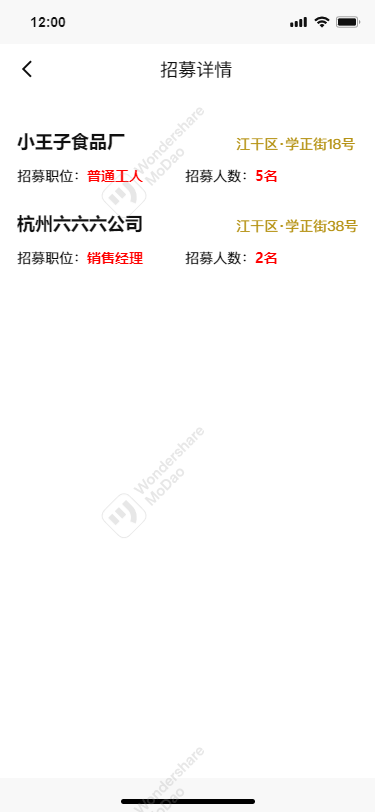 12:00
招募详情
小王子食品厂
江干区·学正街18号
招募职位：普通工人 招募人数：5名
杭州六六六公司
江干区·学正街38号
招募职位：销售经理 招募人数：2名
Wondershare
MoDao
Wondershare
MoDao
Wondershare
MoDao